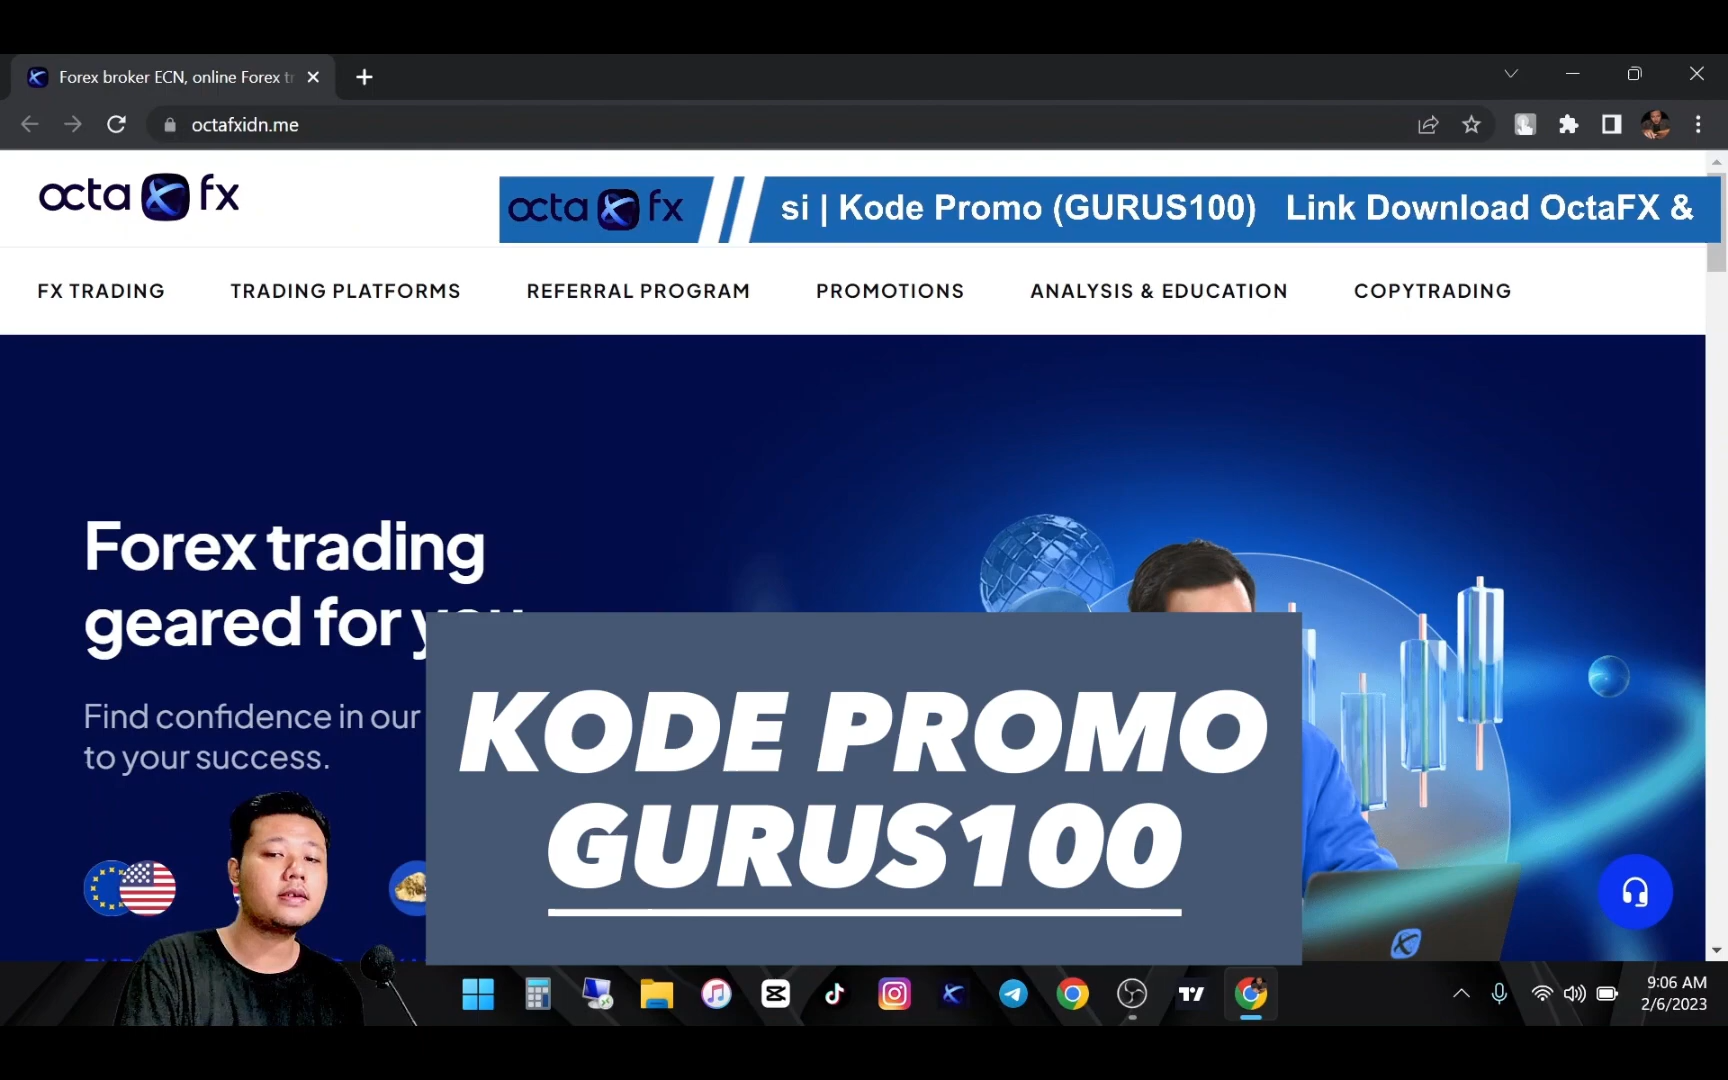 Forex broker ECN, online Forex tr
octafxidn.me
octa fx
octa fx si | Kode Promo (GURUS100) Link Download OctaFX &
FX TRADING TRADING PLATFORMS REFERRAL PROGRAM PROMOTIONS ANALYSIS & EDUCATION COPYTRADING
Forex trading
geared for you
Find confidence in our
to your success.
KODE PROMO
GURUS100
9:06 AM
2/6/2023